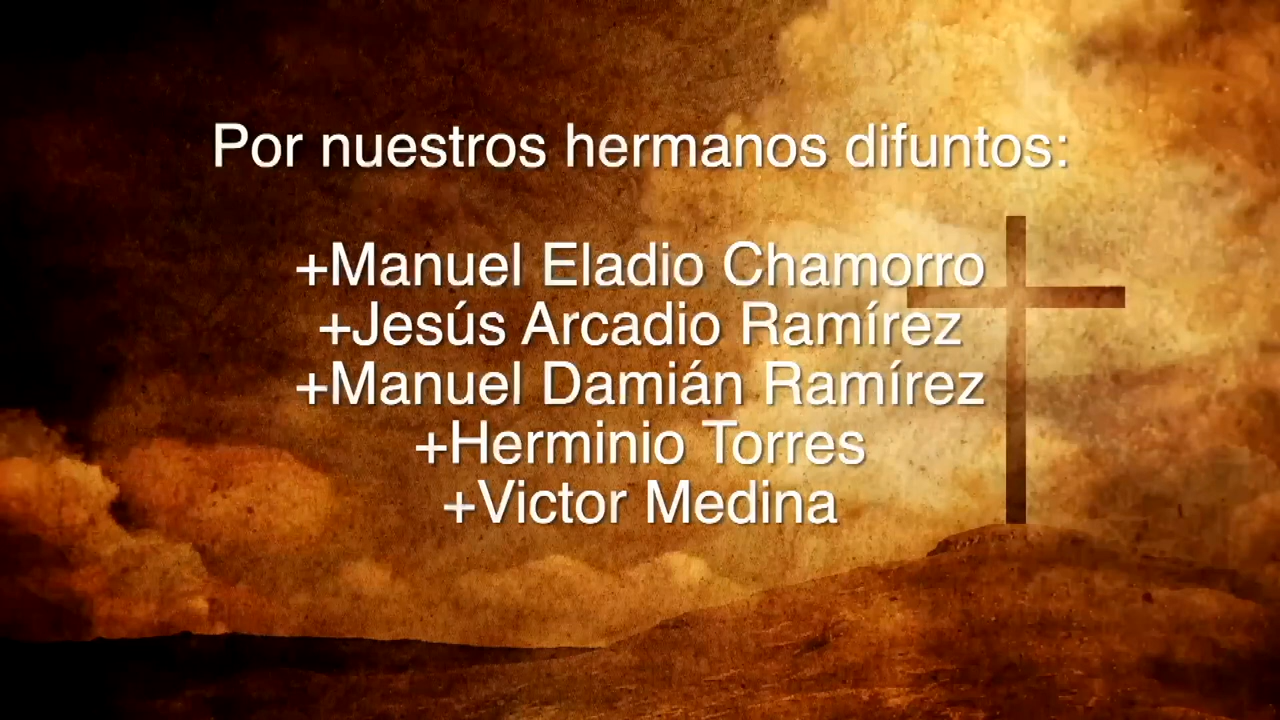 Por nuestros hermanos difuntos:
+Manuel Eladio Chamorro
+Jesús Arcadio Ramírez
+Manuel Damián Ramírez
+Herminio Torres
+Victor Medina